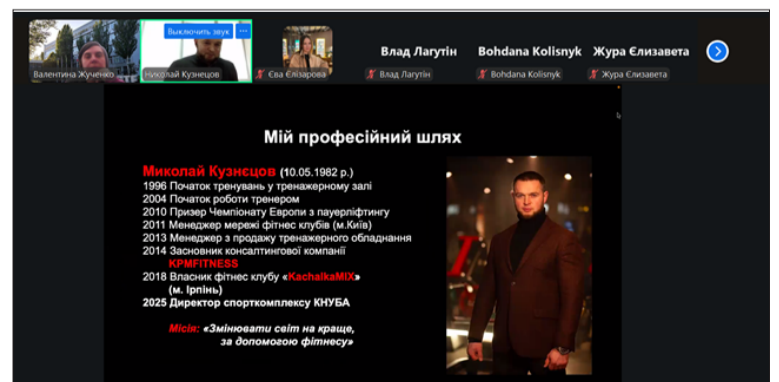 Выключить звук
Валентина Жученко
Николай Кузнецов
Єва Єлізарова
Влад Лагутін
Влад Лагутін
Bohdana Kolisnyk
Bohdana Kolisnyk
Жура Єлизавета
Жура Єлизавета
Мій професійний шлях
Миколай Кузнєцов (10.05.1982 р.)
1996 Початок тренувань у тренажерному залі
2004 Початок роботи тренером
2010 Призер Чемпіонату Европи з пауерліфтингу
2011 Менеджер мережі фітнес клубів (м.Київ)
2013 Менеджер з продажу тренажерного обладнання
2014 Засновник консалтингової компанії
KPMFITNESS
2018 Власник фітнес клубу «KachalkaMIX»
(м. Ірпінь)
2025 Директор спорткомплексу КНУБА
Місія: «Змінювати світ на краще,
за допомогою фітнесу»